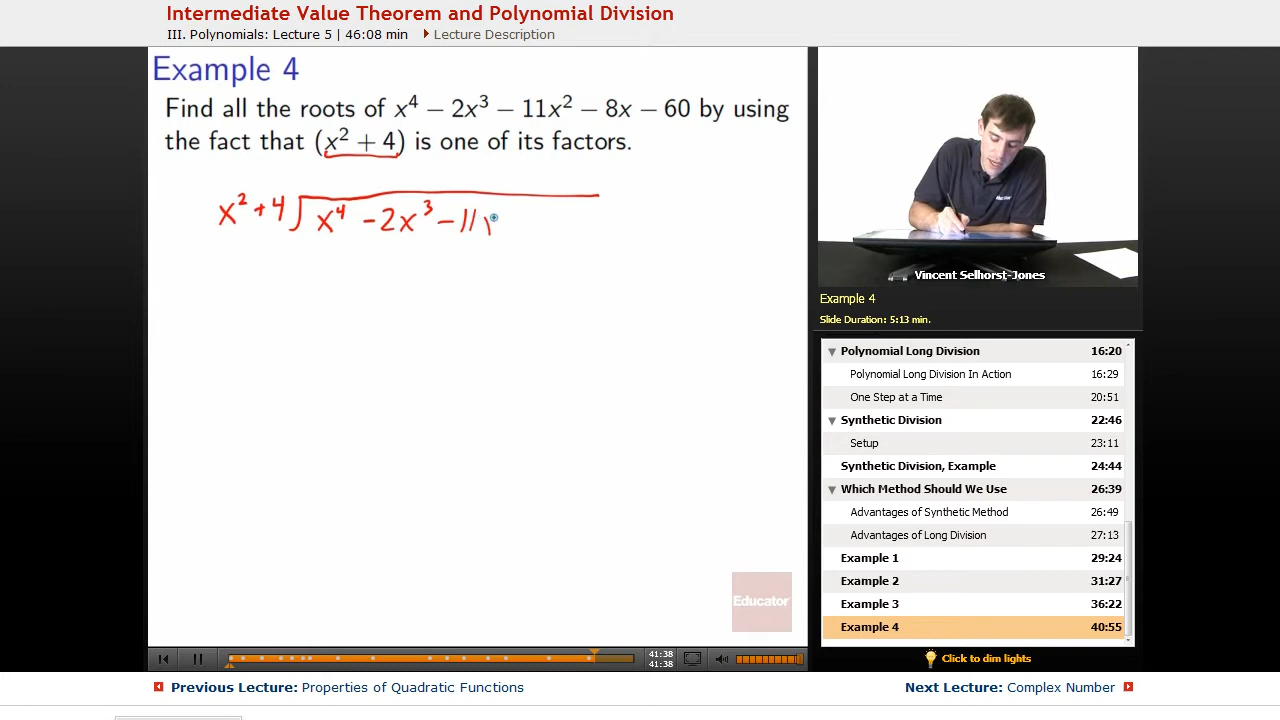 Intermediate Value Theorem and Polynomial Division
III. Polynomials: Lecture 5 | 46:08 min Lecture Description
Example 4
Find all the roots of x⁴ − 2x³ − 11x² − 8x − 60 by using
the fact that (x² + 4) is one of its factors.
x² + 4 x⁴ − 2x³ − 11
Vincent Selhorst-Jones
Example 4
Slide Duration: 5:13 min.
Polynomial Long Division 16:20
Polynomial Long Division In Action 16:29
One Step at a Time 20:51
Synthetic Division 22:46
Setup 23:11
Synthetic Division, Example 24:44
Which Method Should We Use 26:39
Advantages of Synthetic Method 26:49
Advantages of Long Division 27:13
Example 1 29:24
Example 2 31:27
Example 3 36:22
Example 4 40:55
Educator
41:38
41:38
Click to dim lights
Previous Lecture: Properties of Quadratic Functions
Next Lecture: Complex Number